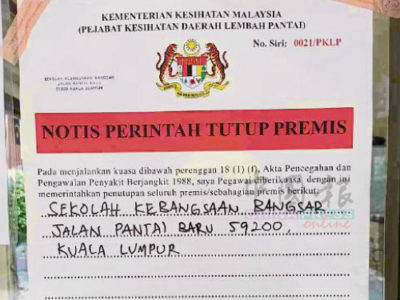 KEMENTERIAN KESIHATAN MALAYSIA
(PEJABAT KESIHATAN DAERAH LEMBAH PANTAI)
No. Siri: 0021/PKLP
NOTIS PERINTAH TUTUP PREMIS
Pada menjalankan kuasa dibawah perenggan 18 (1) (f), Akta Pencegahan dan
Pengawalan Penyakit Berjangkit 1988, saya Pegawai diberikuasa dengan ini
memerintahkan penutupan seluruh premis/sebahagian premis berikut:
SEKOLAH KEBANGSAAN BANGSAR
JALAN PANTAI BARU 59200,
KUALA LUMPUR
online